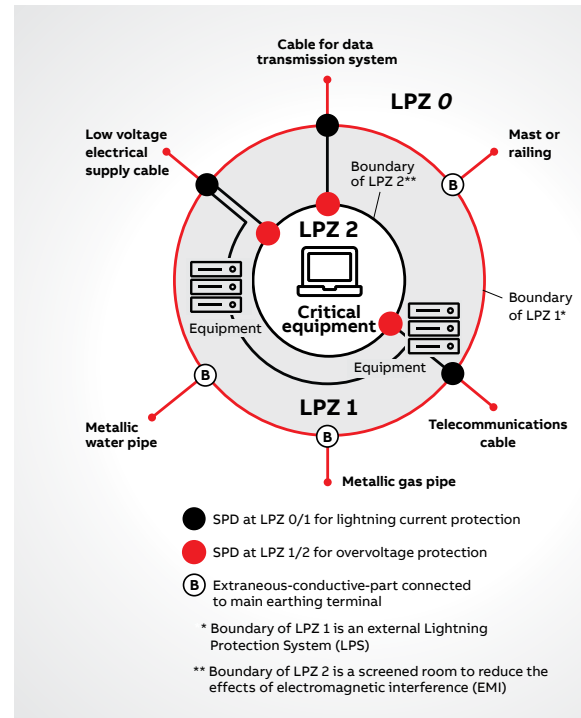 Cable for data
transmission system
LPZ 0
Low voltage
electrical
supply cable
Mast or
railing
B
Boundary
of LPZ 2**
LPZ 2
Critical
equipment
Equipment
Boundary
of LPZ 1*
Equipment
B
LPZ 1
Metallic
water pipe
B
Telecommunications
cable
Metallic gas pipe
SPD at LPZ 0/1 for lightning current protection
SPD at LPZ 1/2 for overvoltage protection
B Extraneous-conductive-part connected
to main earthing terminal
* Boundary of LPZ 1 is an external Lightning
Protection System (LPS)
** Boundary of LPZ 2 is a screened room to reduce the
effects of electromagnetic interference (EMI)